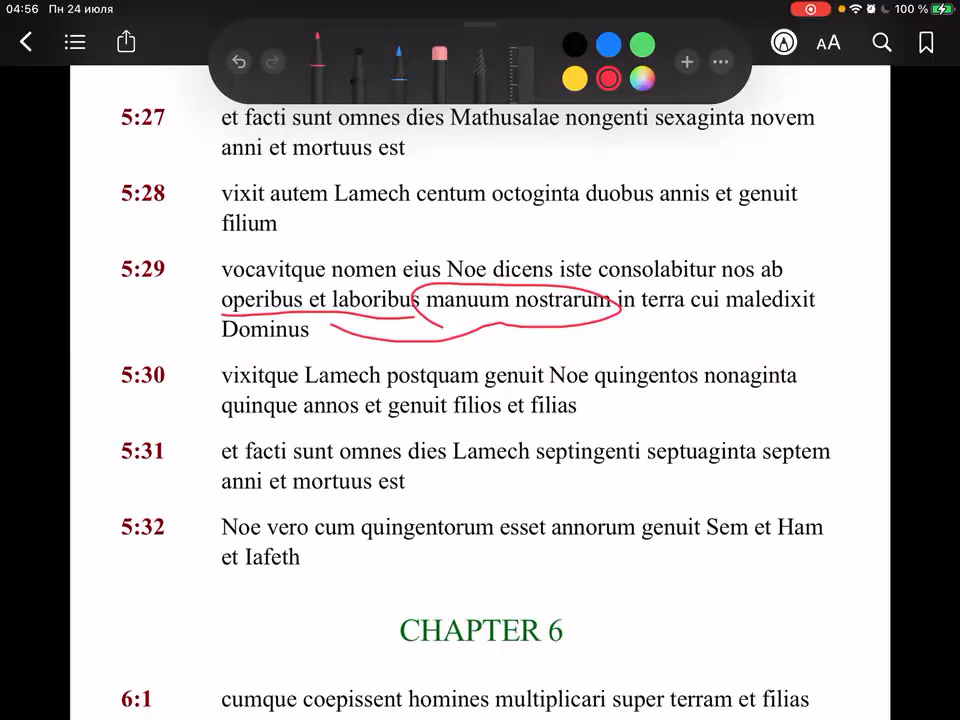 04:56 Пн 24 июля 100 %
AA
5:27 et facti sunt omnes dies Mathusalae nongenti sexaginta novem
anni et mortuus est
5:28 vixit autem Lamech centum octoginta duobus annis et genuit
filium
5:29 vocavitque nomen eius Noe dicens iste consolabitur nos ab
operibus et laboribus manuum nostrarum in terra cui maledixit
Dominus
5:30 vixitque Lamech postquam genuit Noe quingentos nonaginta
quinque annos et genuit filios et filias
5:31 et facti sunt omnes dies Lamech septingenti septuaginta septem
anni et mortuus est
5:32 Noe vero cum quingentorum esset annorum genuit Sem et Ham
et Iafeth
CHAPTER 6
6:1 cumque coepissent homines multiplicari super terram et filias